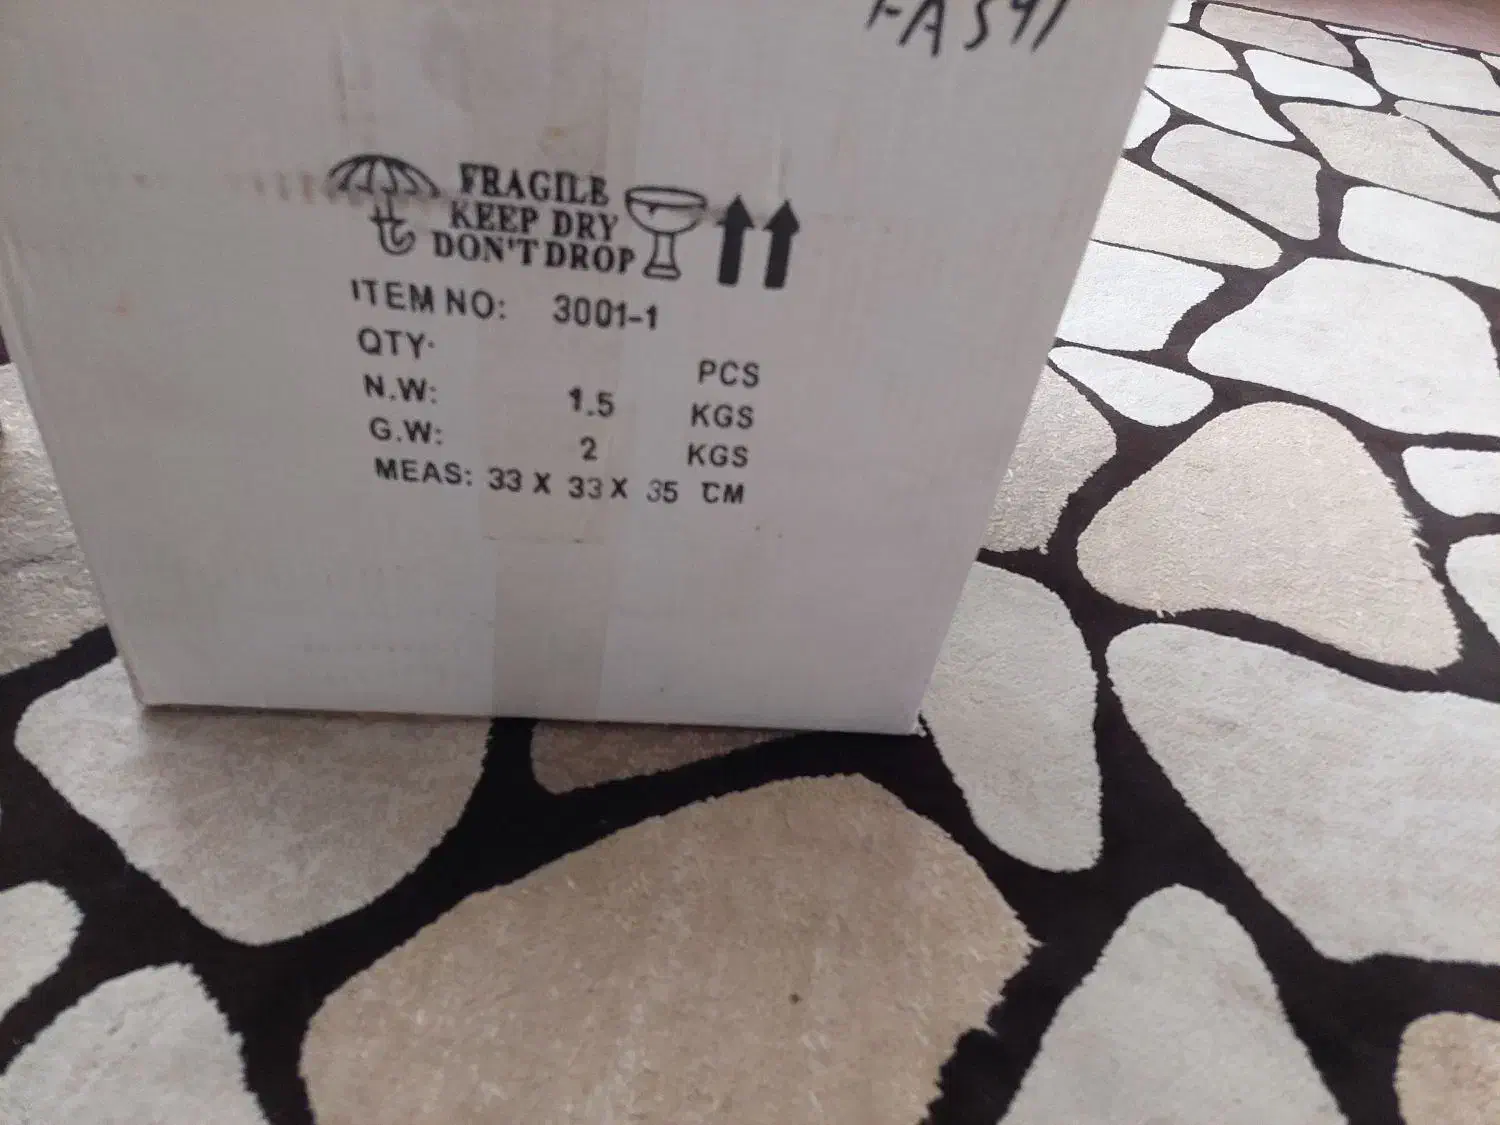 FA591
FRAGILE
KEEP DRY
DON'T DROP
ITEM NO: 3001-1
QTY: PCS
N.W: 1.5 KGS
G.W: 2 KGS
MEAS: 33 X 33 X 35 CM